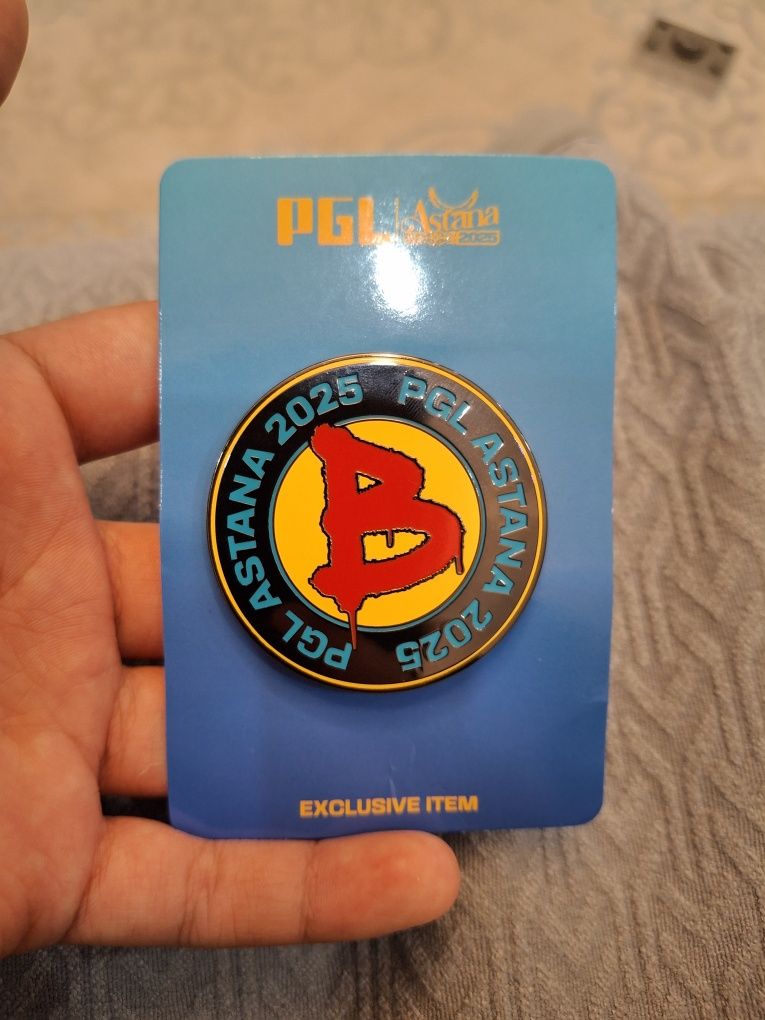 PGL Astana
2025
PGL ASTANA 2025 PGL ASTANA 2025
B
EXCLUSIVE ITEM